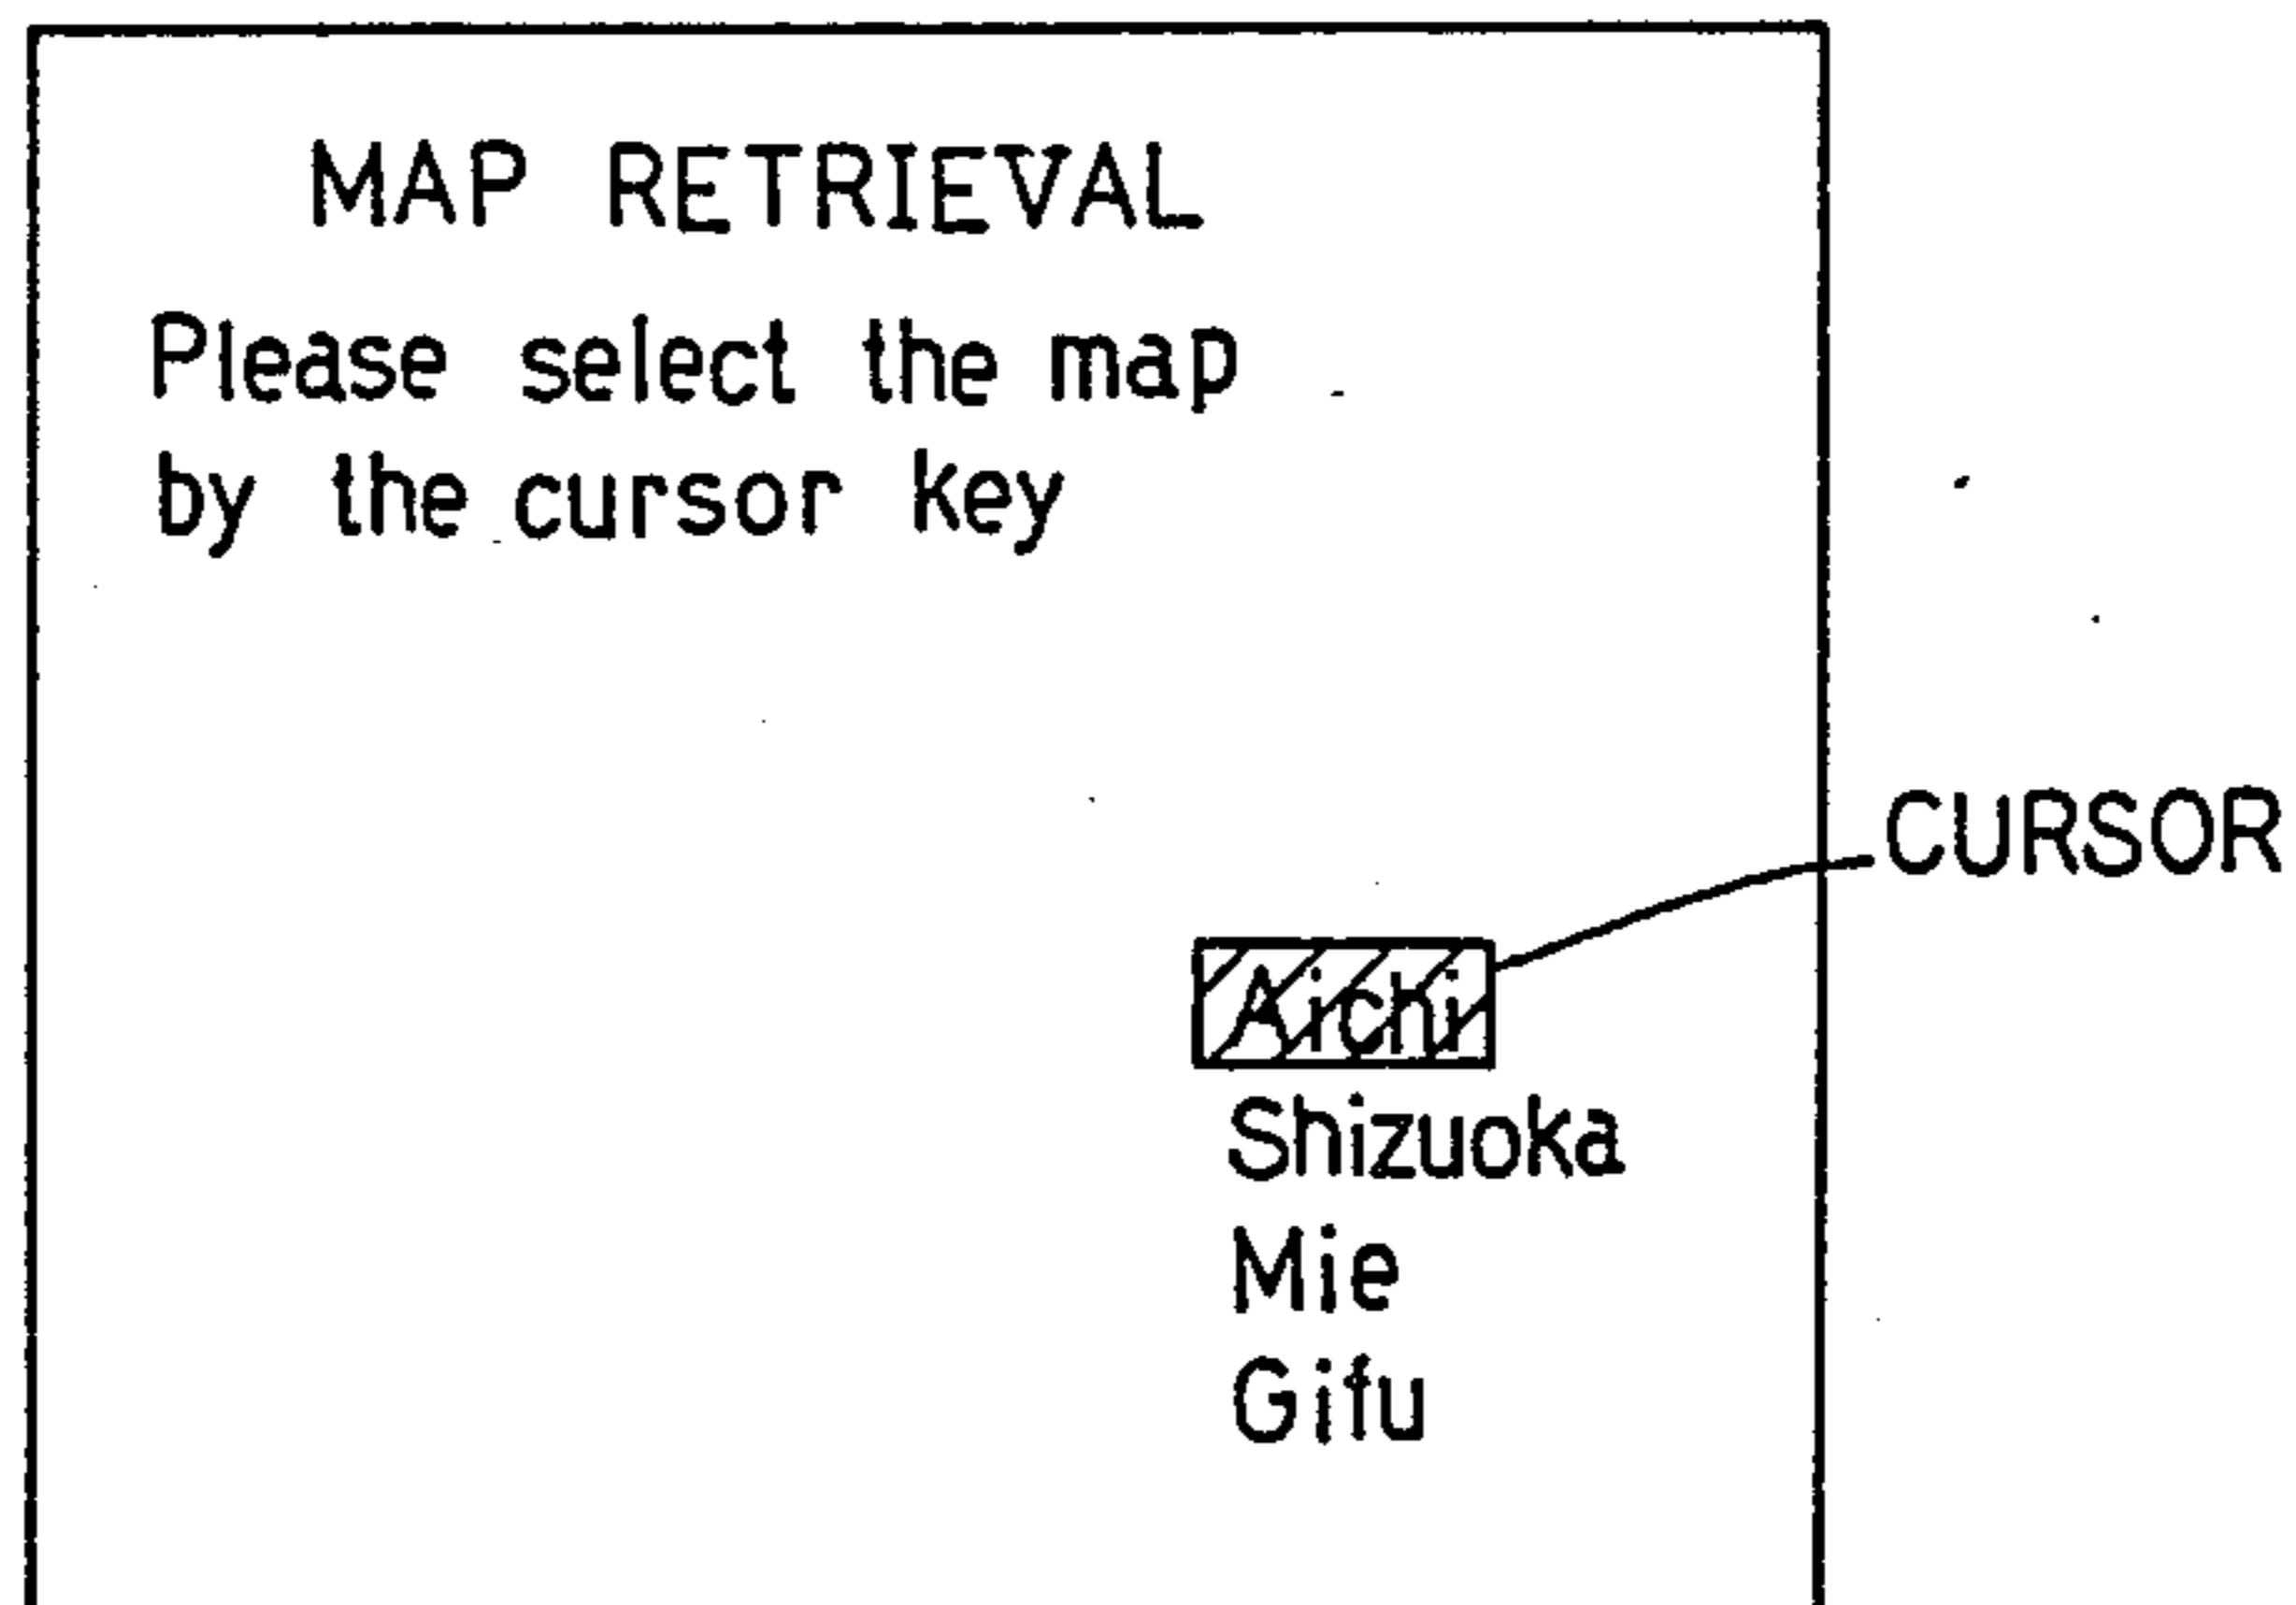 MAP RETRIEVAL
Please select the map
by the cursor key
CURSOR
Aichi
Shizuoka
Mie
Gifu